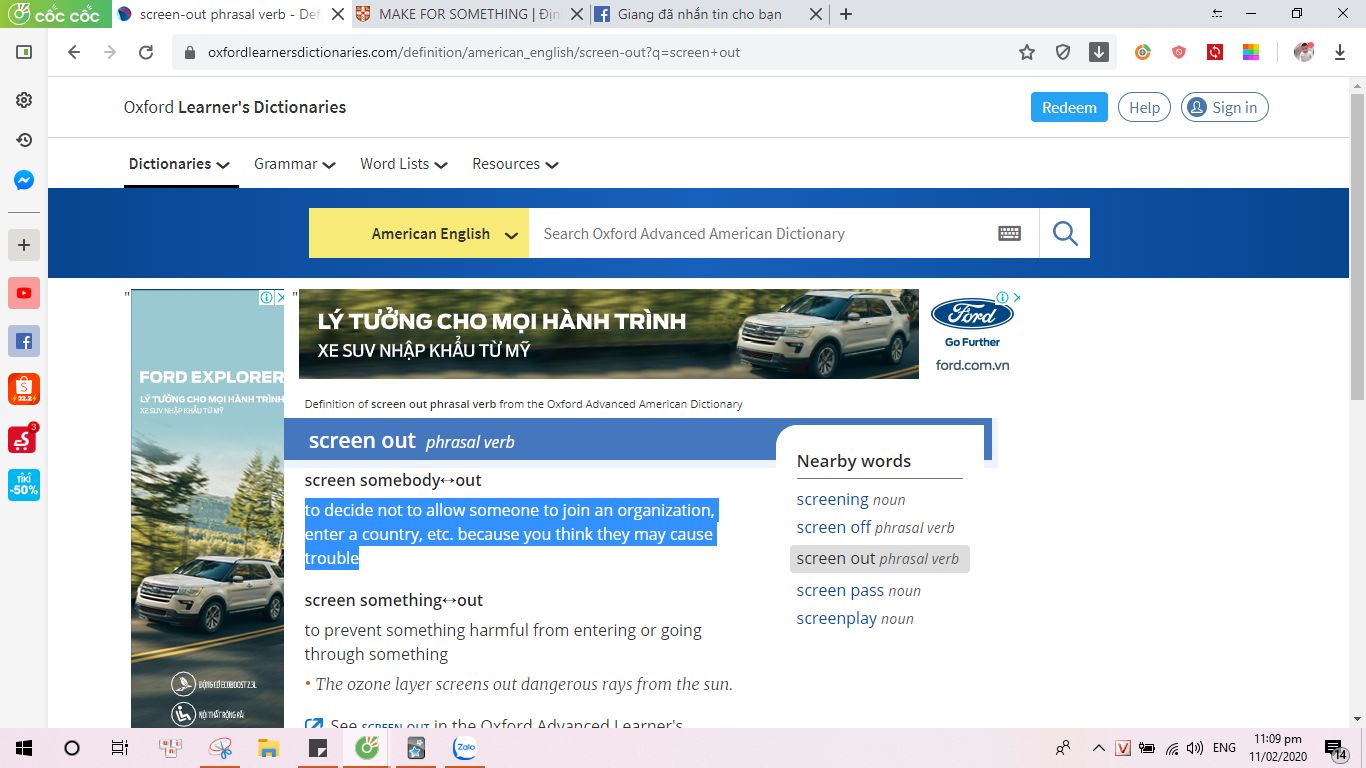 CỐC CỐC
screen-out phrasal verb - Def
MAKE FOR SOMETHING | Địn
Giang đã nhắn tin cho bạn
oxfordlearnersdictionaries.com/definition/american_english/screen-out?q=screen+out
Oxford Learner's Dictionaries
Redeem
Help
Sign in
Dictionaries
Grammar
Word Lists
Resources
American English
Search Oxford Advanced American Dictionary
"
"
LÝ TƯỞNG CHO MỌI HÀNH TRÌNH
XE SUV NHẬP KHẨU TỪ MỸ
Ford
Go Further
ford.com.vn
FORD EXPLORER
LÝ TƯỞNG CHO MỌI HÀNH TRÌNH
XE SUV NHẬP KHẨU TỪ MỸ
ĐỘNG CƠ ECOBOOST 2.3L
NỘI THẤT RỘNG RÃI
22.2
3
TIKI
-50%
Definition of screen out phrasal verb from the Oxford Advanced American Dictionary
screen out phrasal verb
screen somebody↔out
to decide not to allow someone to join an organization,
enter a country, etc. because you think they may cause
trouble
screen something↔out
to prevent something harmful from entering or going
through something
• The ozone layer screens out dangerous rays from the sun.
See SCREEN OUT in the Oxford Advanced Learner's
Nearby words
screening noun
screen off phrasal verb
screen out phrasal verb
screen pass noun
screenplay noun
Zalo
V
ENG
11:09 pm
11/02/2020
14